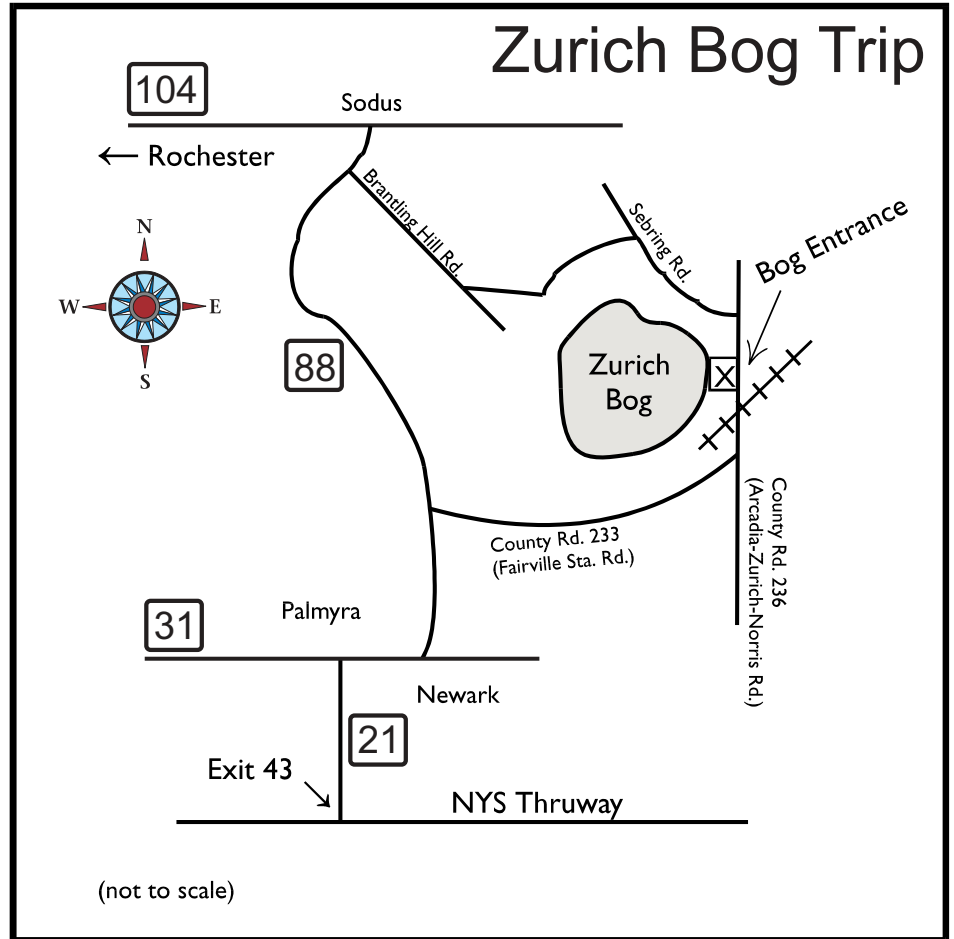 Zurich Bog Trip
104
Sodus
← Rochester
Brantling Hill Rd.
Sebring Rd.
Bog Entrance
N
W
E
S
88
Zurich
Bog
X
County Rd. 233
(Fairville Sta. Rd.)
County Rd. 236
(Arcadia-Zurich-Norris Rd.)
31
Palmyra
Newark
21
Exit 43
NYS Thruway
(not to scale)